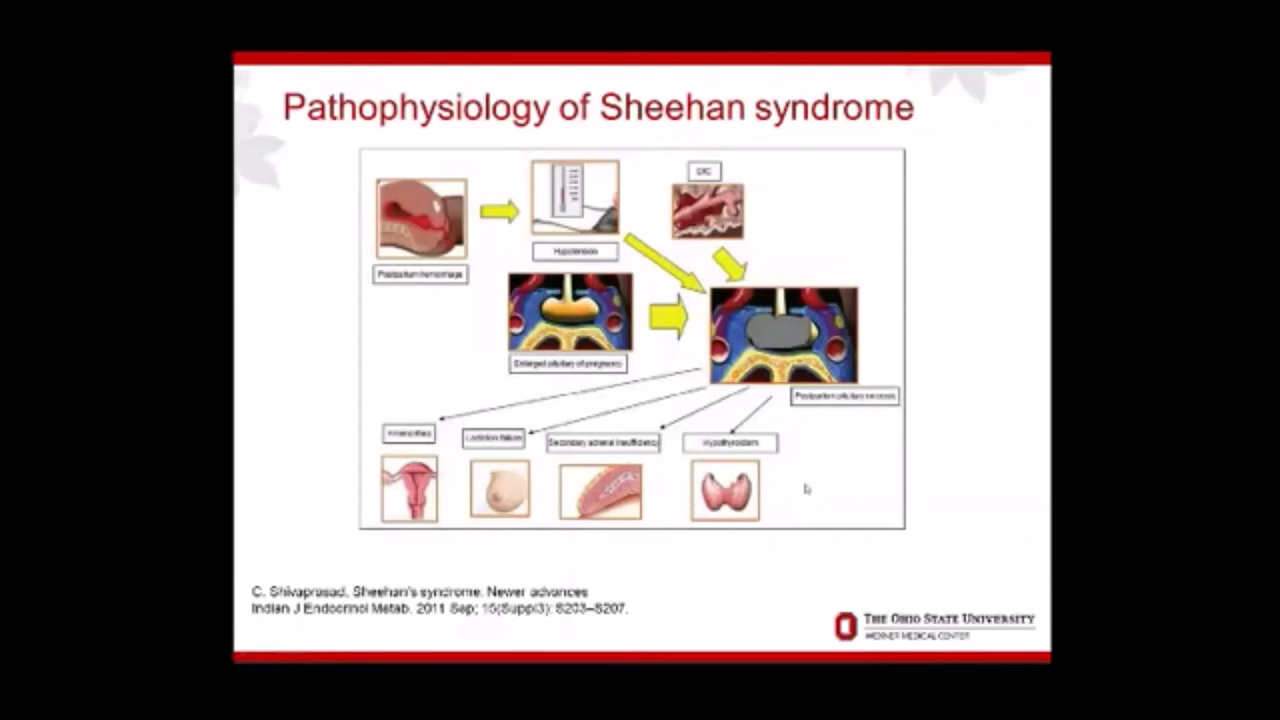 Pathophysiology of Sheehan syndrome
DIC
Hypotension
Postpartum hemorrhage
Enlarged pituitary of pregnancy
Postpartum pituitary necrosis
Amenorrhea
Lactation failure
Secondary adrenal insufficiency
Hypothyroidism
C. Shivaprasad, Sheehan's syndrome. Newer advances
Indian J Endocrinol Metab. 2011 Sep; 15(Suppl3): S203–S207.
THE OHIO STATE UNIVERSITY
WEXNER MEDICAL CENTER